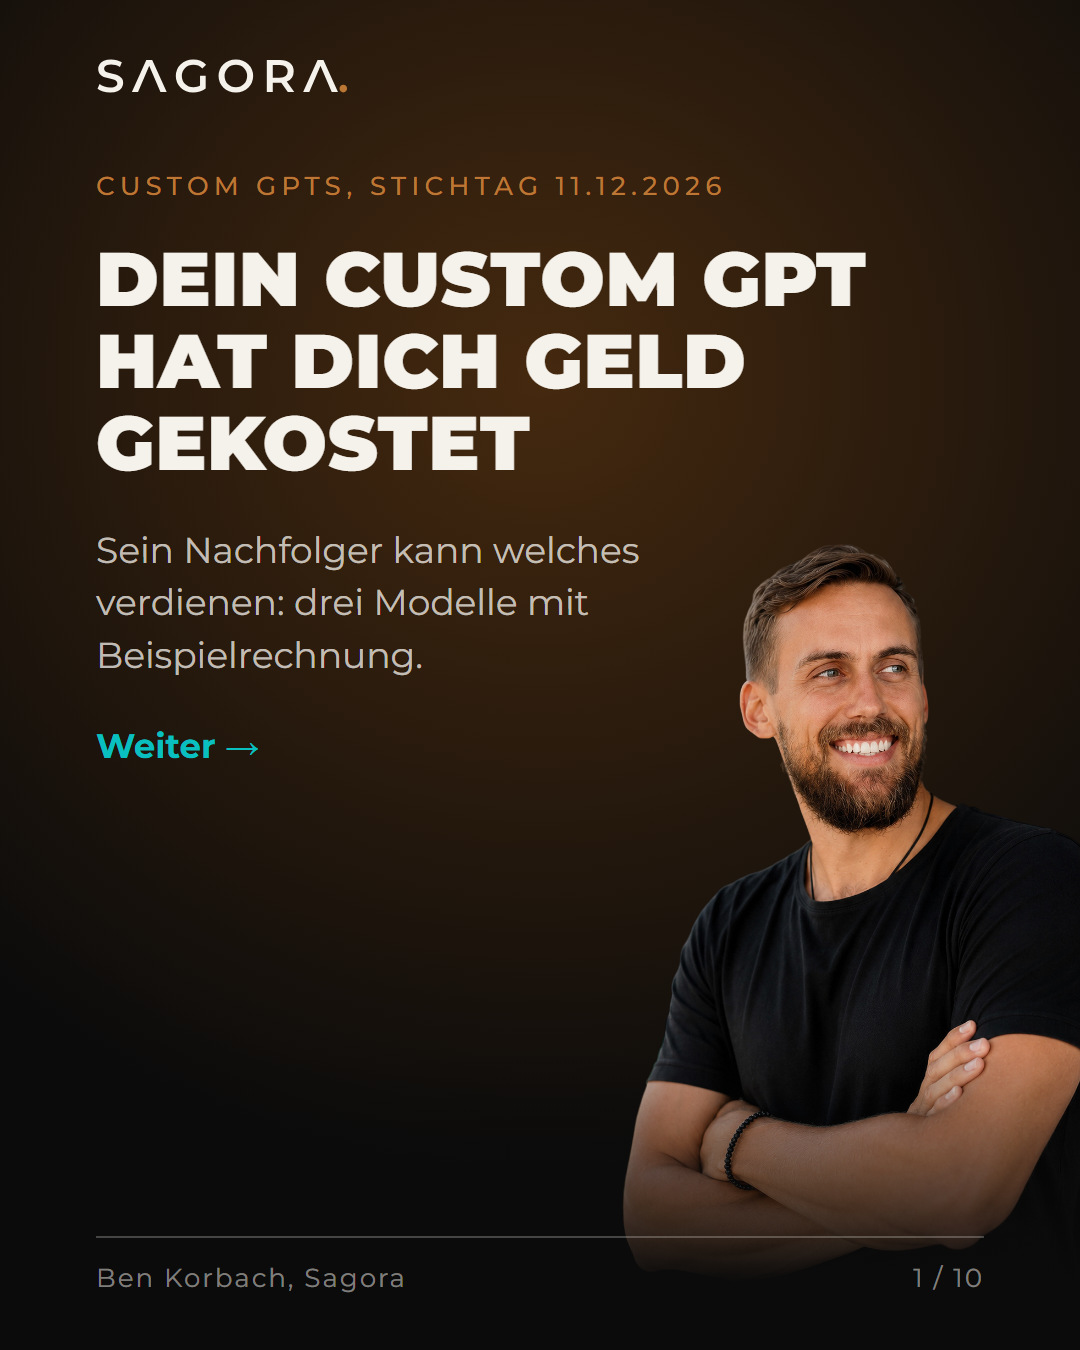 SAGORA.
CUSTOM GPTS, STICHTAG 11.12.2026
DEIN CUSTOM GPT
HAT DICH GELD
GEKOSTET
Sein Nachfolger kann welches
verdienen: drei Modelle mit
Beispielrechnung.
Weiter →
Ben Korbach, Sagora
1 / 10